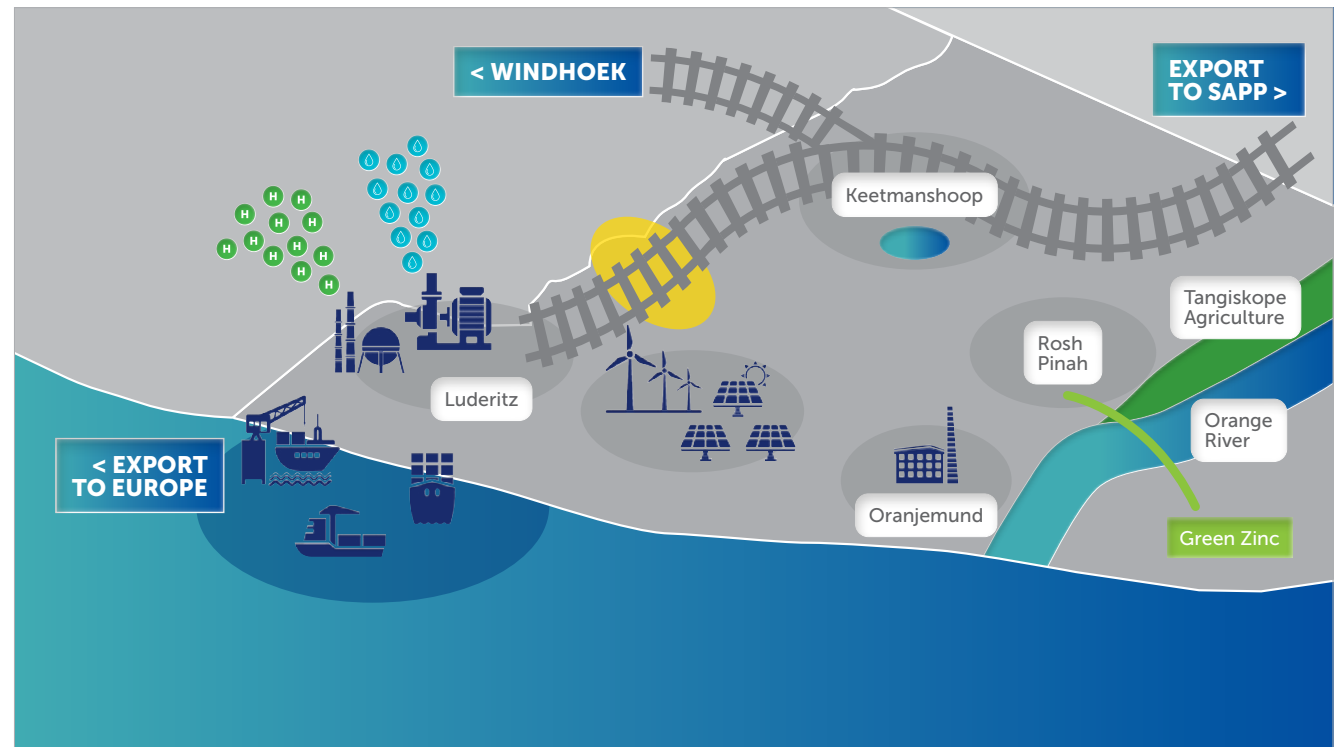 < WINDHOEK
EXPORT
TO SAPP >
Keetmanshoop
Tangiskope
Agriculture
Rosh
Pinah
Luderitz
Orange
River
< EXPORT
TO EUROPE
Oranjemund
Green Zinc
H
H
H
H
H
H
H
H
H
H
H
H